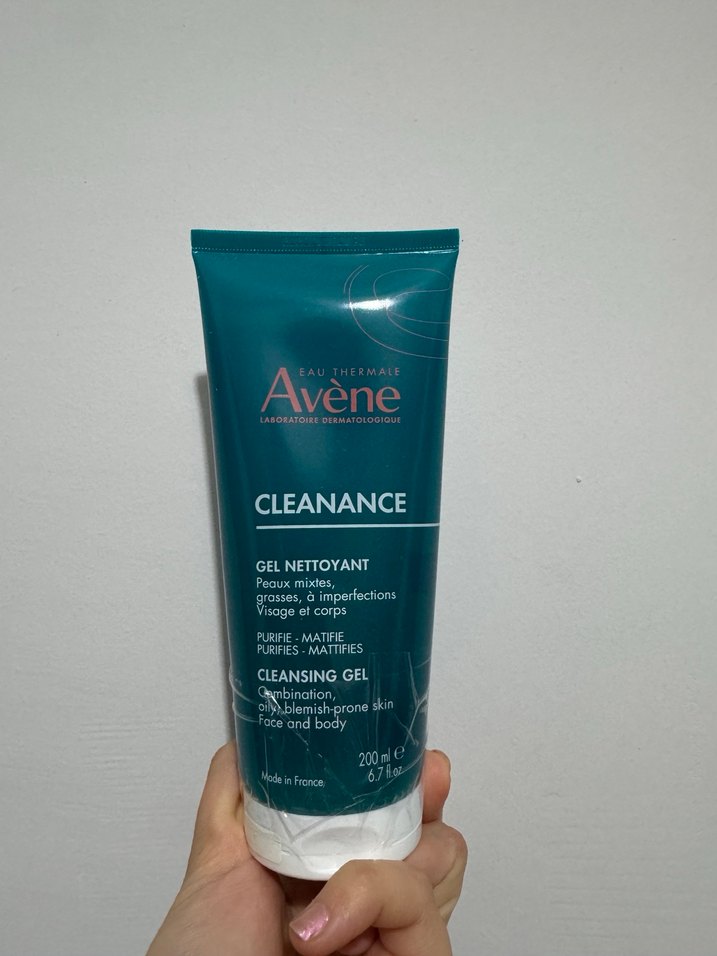 EAU THERMALE
Avène
LABORATOIRE DERMATOLOGIQUE
CLEANANCE
GEL NETTOYANT
Peaux mixtes,
grasses, à imperfections
Visage et corps
PURIFIE - MATIFIE
PURIFIES - MATTIFIES
CLEANSING GEL
Combination,
oily, blemish-prone skin
Face and body
200 ml ℮
6.7 fl.oz
Made in France